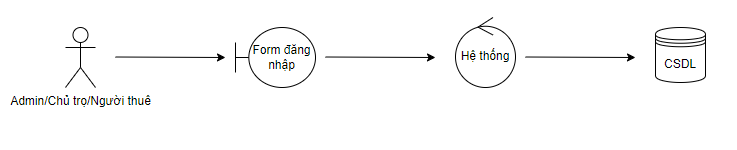 Admin/Chủ trọ/Người thuê
Form đăng
nhập
Hệ thống
CSDL